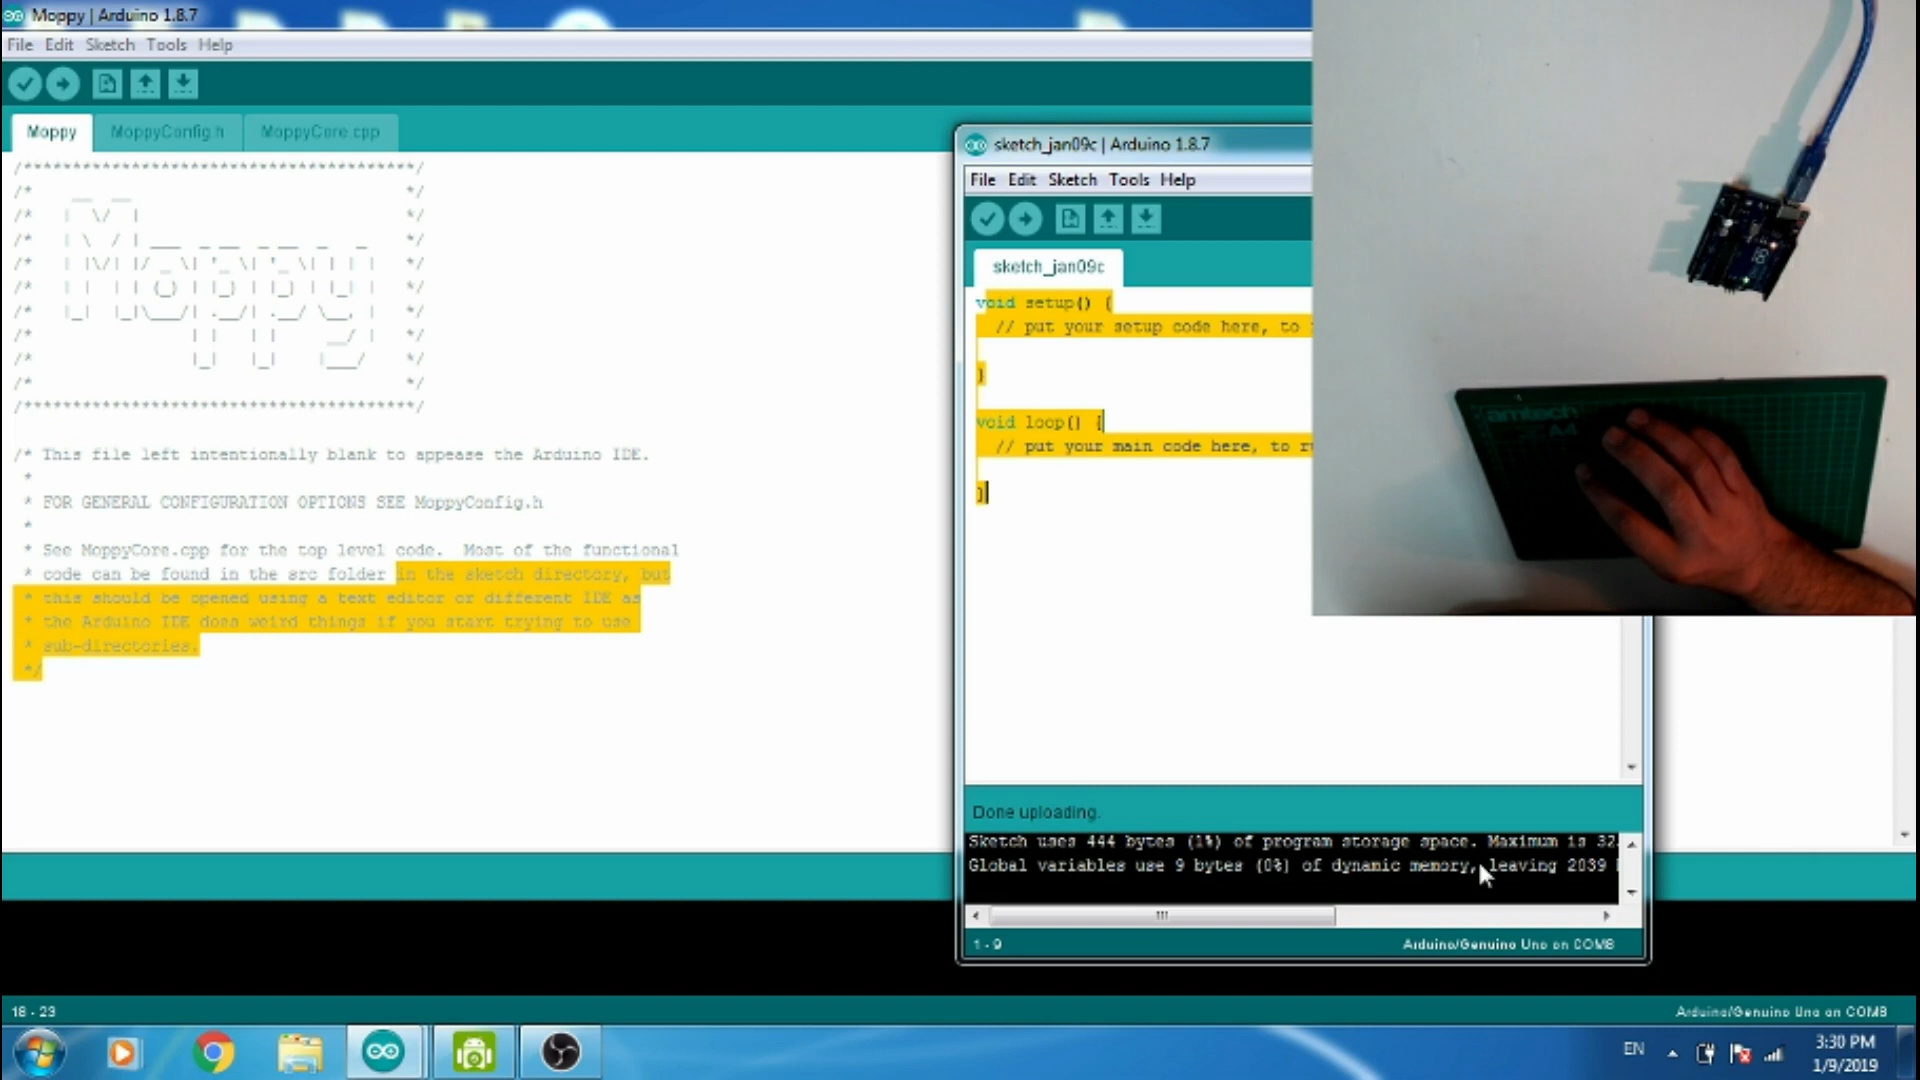 Moppy | Arduino 1.8.7
File Edit Sketch Tools Help
Moppy MoppyConfig.h MoppyCore.cpp
/* This file left intentionally blank to appease the Arduino IDE.
*
* FOR GENERAL CONFIGURATION OPTIONS SEE MoppyConfig.h
*
* See MoppyCore.cpp for the top level code. Most of the functional
* code can be found in the src folder in the sketch directory, but
* this should be opened using a text editor or different IDE as
* the Arduino IDE does weird things if you start trying to use
* sub-directories.
*/
sketch_jan09c | Arduino 1.8.7
File Edit Sketch Tools Help
sketch_jan09c
void setup() {
// put your setup code here, to
}
void loop() {
// put your main code here, to
}
Done uploading.
Sketch uses 444 bytes (1%) of program storage space. Maximum is 32
Global variables use 9 bytes (0%) of dynamic memory, leaving 2039
1 - 9
Arduino/Genuino Uno on COM8
amtech
A4
18 - 23
Arduino/Genuino Uno on COM8
EN
3:30 PM
1/9/2019